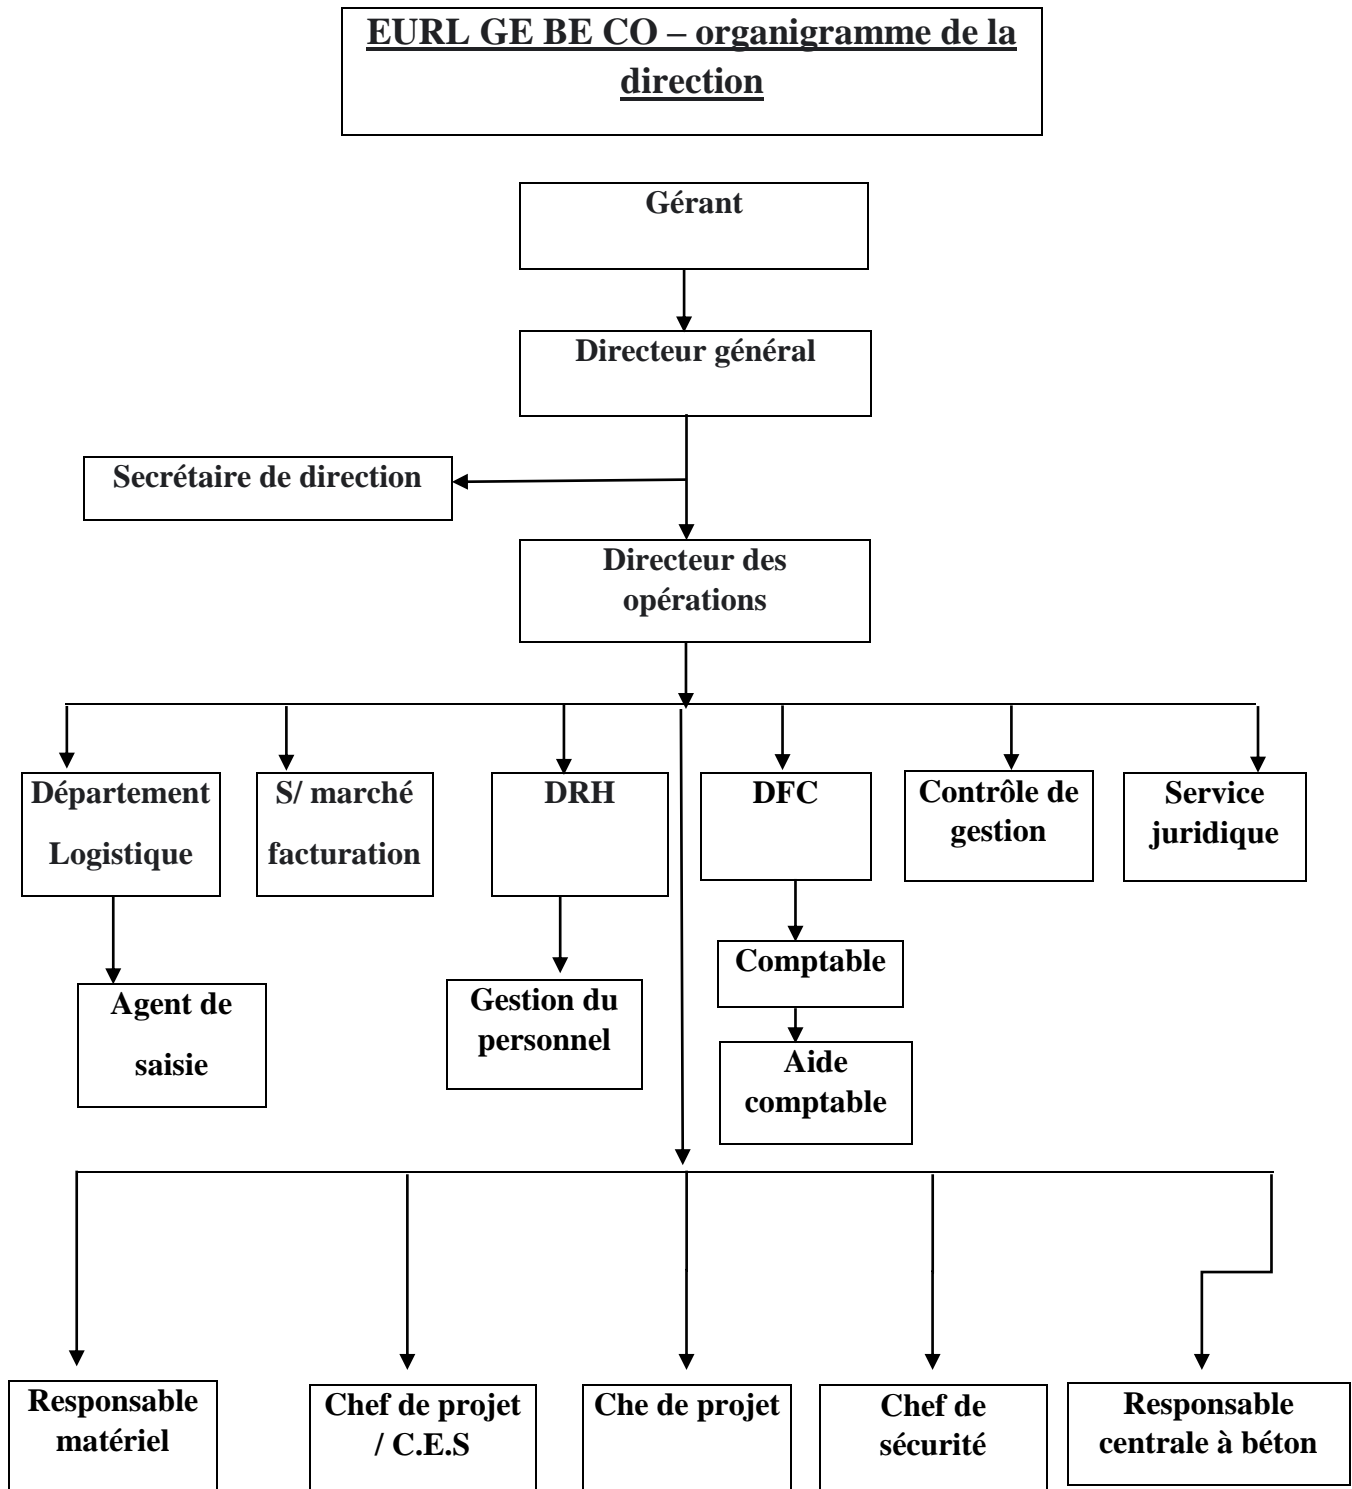 EURL GE BE CO – organigramme de la
direction
Gérant
Directeur général
Secrétaire de direction
Directeur des
opérations
Département
Logistique
S/ marché
facturation
DRH
DFC
Contrôle de
gestion
Service
juridique
Agent de
saisie
Gestion du
personnel
Comptable
Aide
comptable
Responsable
matériel
Chef de projet
/ C.E.S
Che de projet
Chef de
sécurité
Responsable
centrale à béton